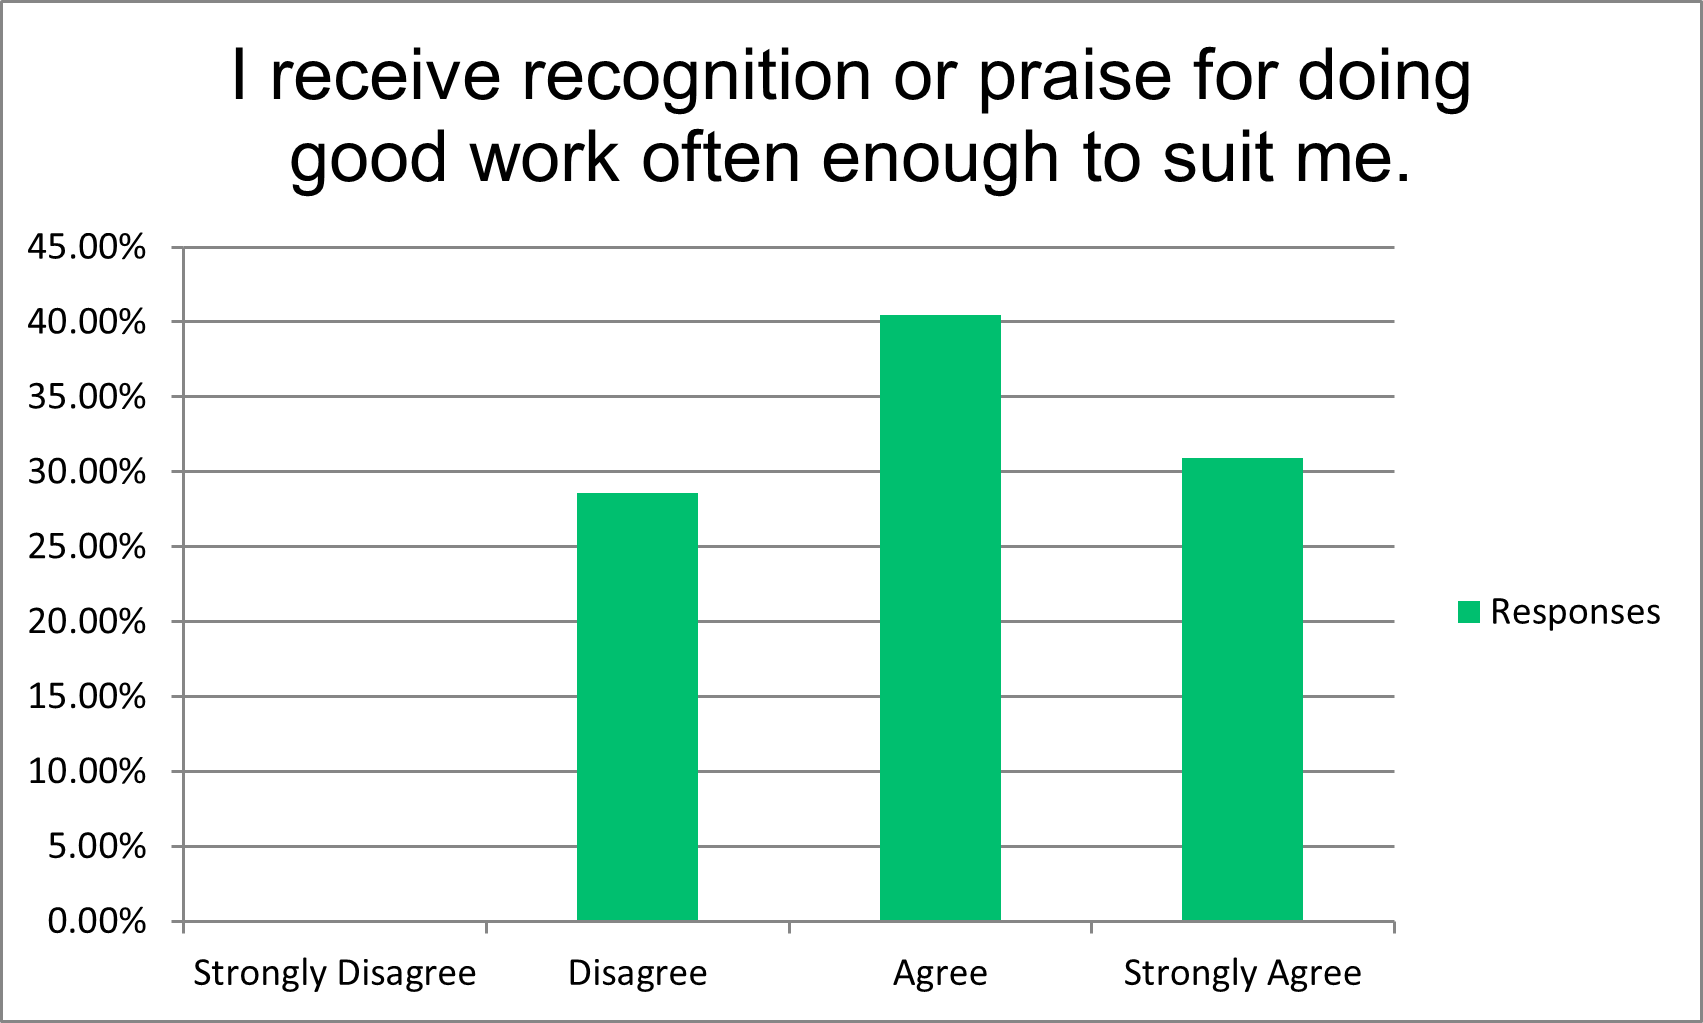 I receive recognition or praise for doing
good work often enough to suit me.
45.00%
40.00%
35.00%
30.00%
25.00%
20.00%
15.00%
10.00%
5.00%
0.00%
Strongly Disagree Disagree Agree Strongly Agree
Responses